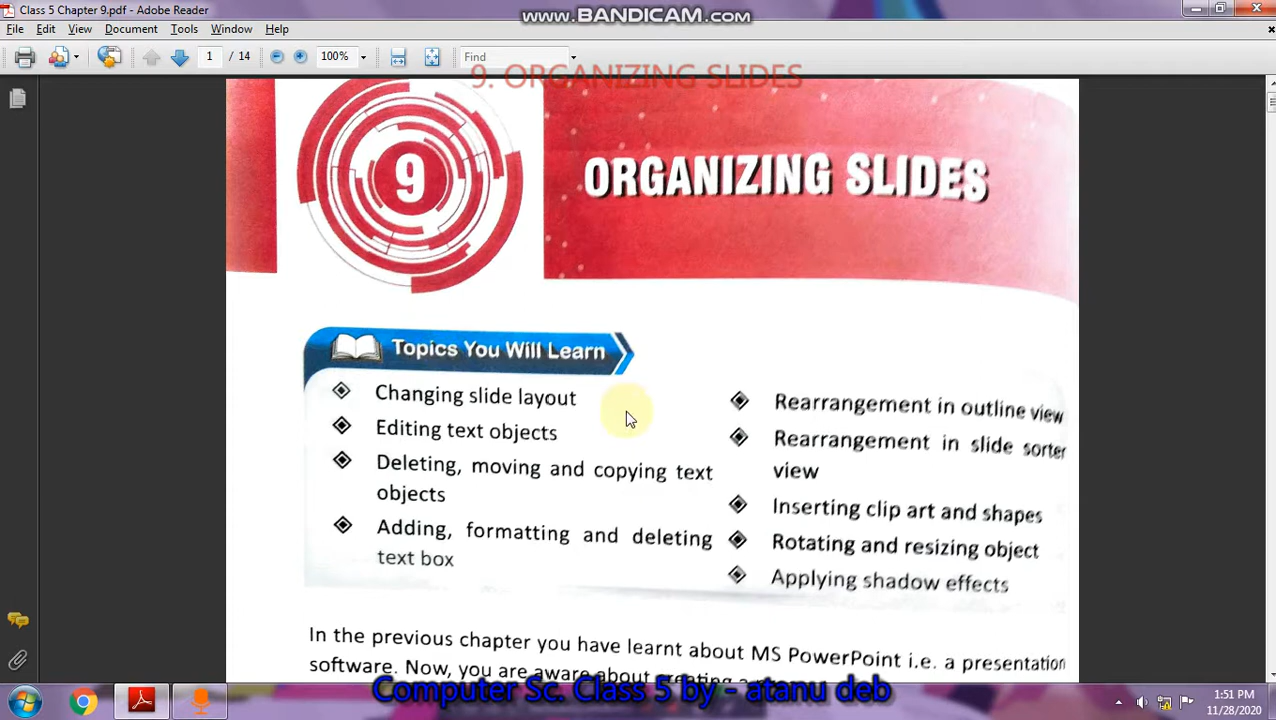 Class 5 Chapter 9.pdf - Adobe Reader
www.BANDICAM.com
File Edit View Document Tools Window Help
1 / 14 100% Find
9. ORGANIZING SLIDES
9 ORGANIZING SLIDES
Topics You Will Learn
Changing slide layout
Editing text objects
Deleting, moving and copying text
objects
Adding, formatting and deleting
text box
Rearrangement in outline view
Rearrangement in slide sorter
view
Inserting clip art and shapes
Rotating and resizing object
Applying shadow effects
In the previous chapter you have learnt about MS PowerPoint i.e. a presentation
software. Now, you are aware about creating a
Computer Sc. Class 5 by - atanu deb
1:51 PM
11/28/2020